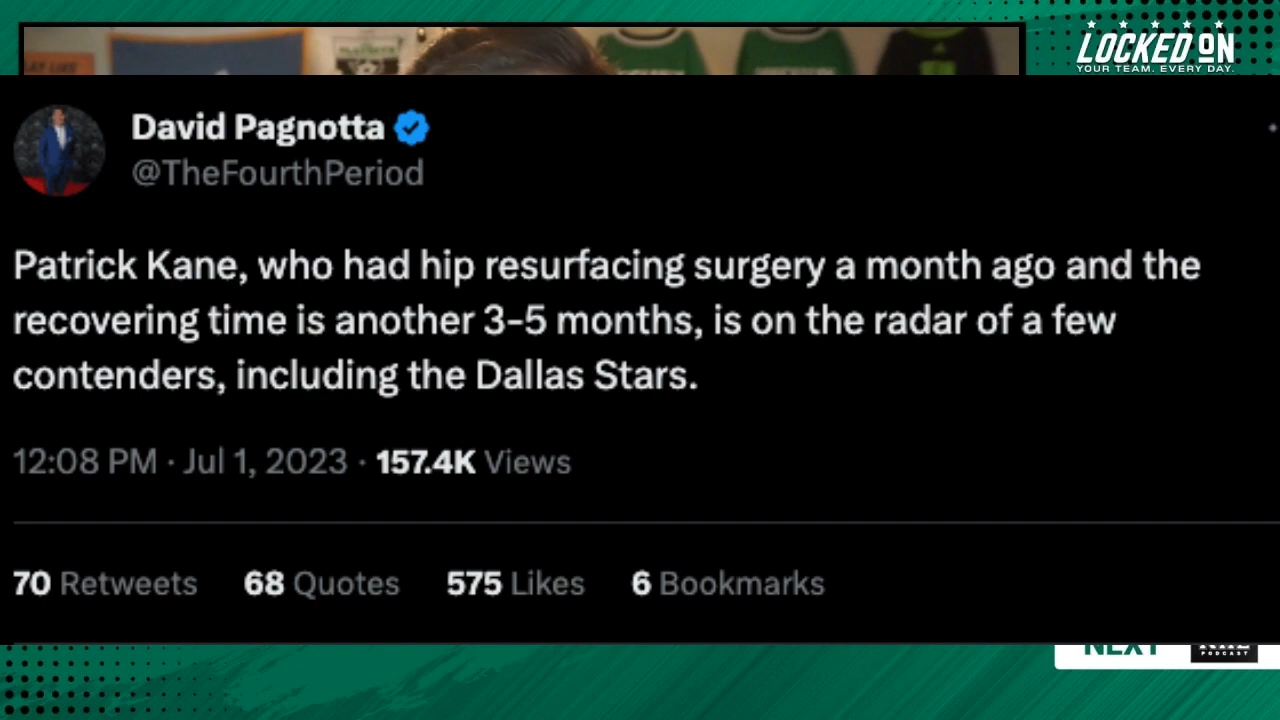 LOCKED ON
YOUR TEAM. EVERY DAY.
David Pagnotta
@TheFourthPeriod
Patrick Kane, who had hip resurfacing surgery a month ago and the
recovering time is another 3-5 months, is on the radar of a few
contenders, including the Dallas Stars.
12:08 PM · Jul 1, 2023 · 157.4K Views
70 Retweets 68 Quotes 575 Likes 6 Bookmarks
NEXT
PODCAST